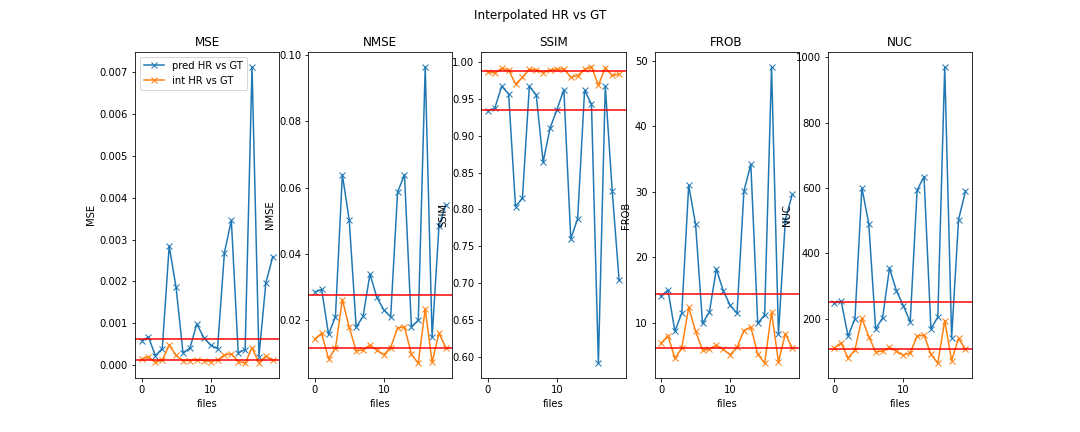 Interpolated HR vs GT
MSE
NMSE
SSIM
FROB
NUC
pred HR vs GT
int HR vs GT
MSE
0.007
0.006
0.005
0.004
0.003
0.002
0.001
0.000
0
10
files
NMSE
0.10
0.08
0.06
0.04
0.02
0
10
files
SSIM
1.00
0.95
0.90
0.85
0.80
0.75
0.70
0.65
0.60
0
10
files
FROB
50
40
30
20
10
0
10
files
NUC
1000
800
600
400
200
0
10
files